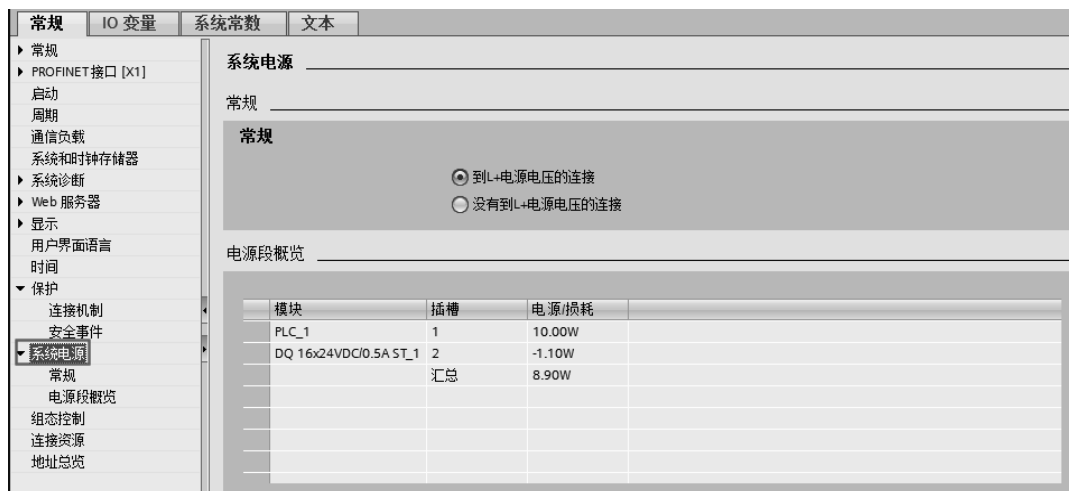 常规 IO 变量 系统常数 文本
常规
PROFINET接口 [X1]
启动
周期
通信负载
系统和时钟存储器
系统诊断
Web 服务器
显示
用户界面语言
时间
保护
连接机制
安全事件
系统电源
常规
电源段概览
组态控制
连接资源
地址总览
系统电源
常规
常规
到L+电源电压的连接
没有到L+电源电压的连接
电源段概览
模块 插槽 电源/损耗
PLC_1 1 10.00W
DQ 16x24VDC/0.5A ST_1 2 -1.10W
汇总 8.90W